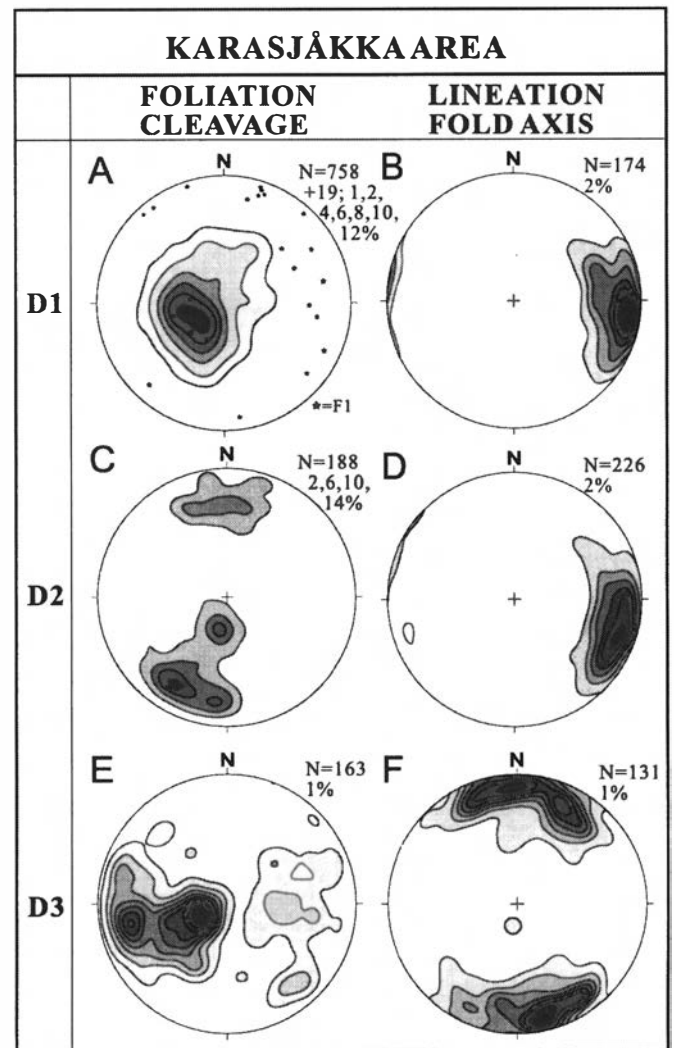 KARASJÅKKA AREA
FOLIATION
CLEAVAGE
LINEATION
FOLD AXIS
D1
A
N
N=758
+19; 1,2,
4,6,8,10,
12%
*=F1
B
N
N=174
2%
D2
C
N
N=188
2,6,10,
14%
D
N
N=226
2%
D3
E
N
N=163
1%
F
N
N=131
1%